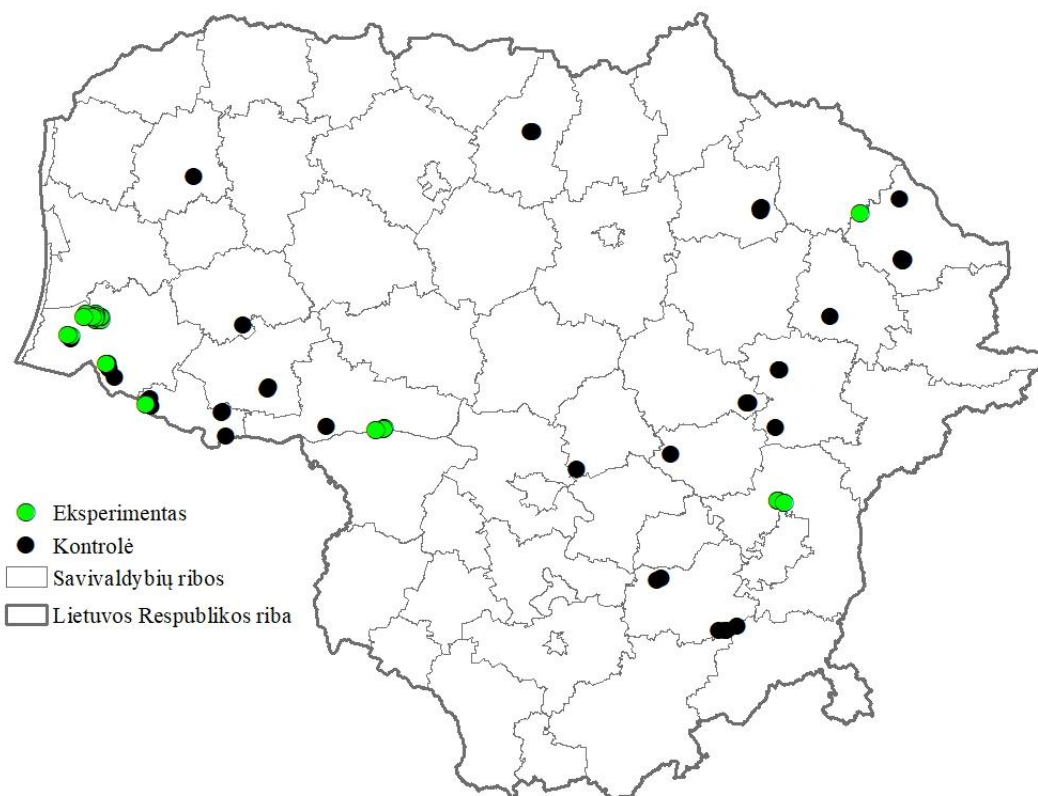 Eksperimentas
Kontrolė
Savivaldybių ribos
Lietuvos Respublikos riba